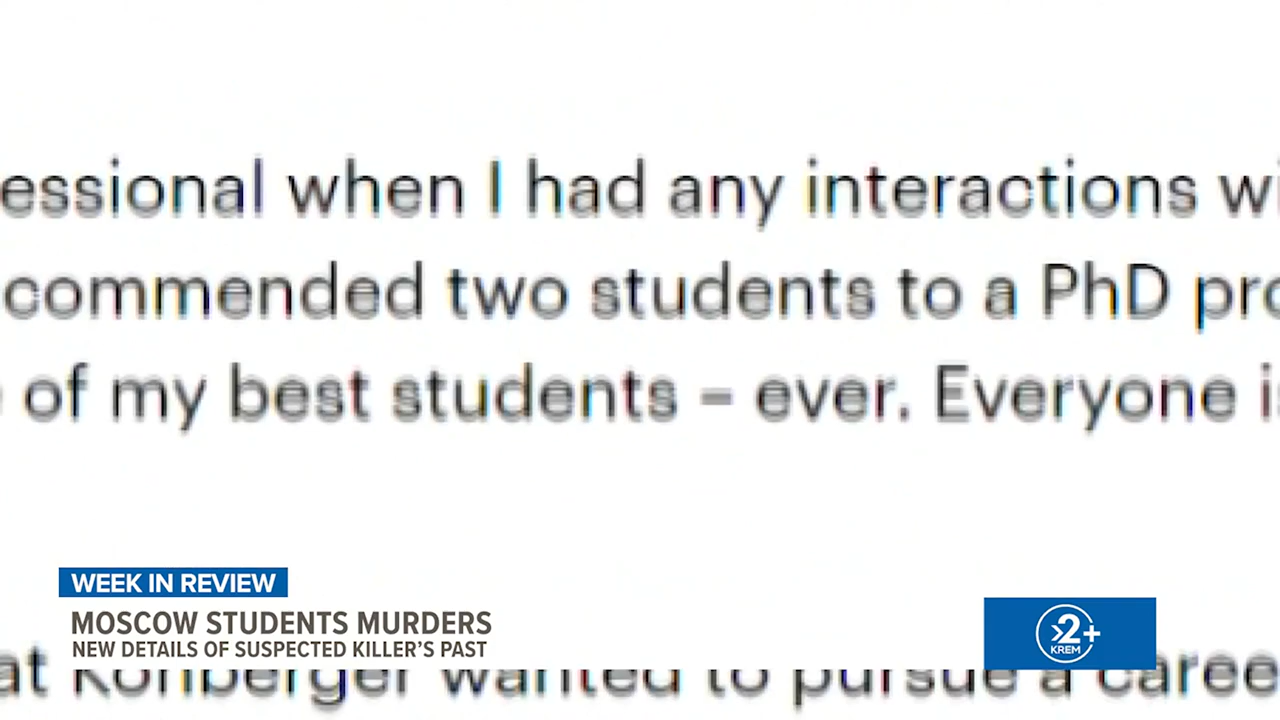 essional when I had any interactions wi
commended two students to a PhD pro
of my best students – ever. Everyone is
WEEK IN REVIEW
MOSCOW STUDENTS MURDERS
NEW DETAILS OF SUSPECTED KILLER'S PAST
2+
KREM
at Kohberger wanted to pursue a caree